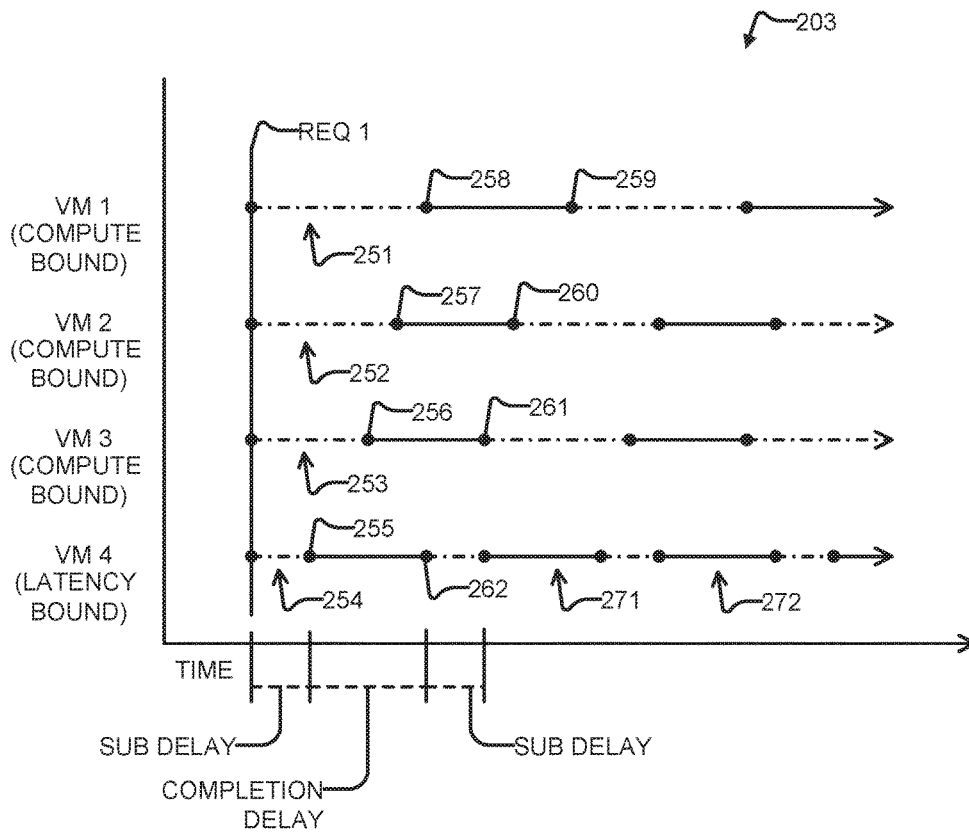 203
REQ 1
VM 1
(COMPUTE
BOUND)
258
259
251
VM 2
(COMPUTE
BOUND)
257
260
252
VM 3
(COMPUTE
BOUND)
256
261
253
VM 4
(LATENCY
BOUND)
255
254
262
271
272
TIME
SUB DELAY
SUB DELAY
COMPLETION
DELAY